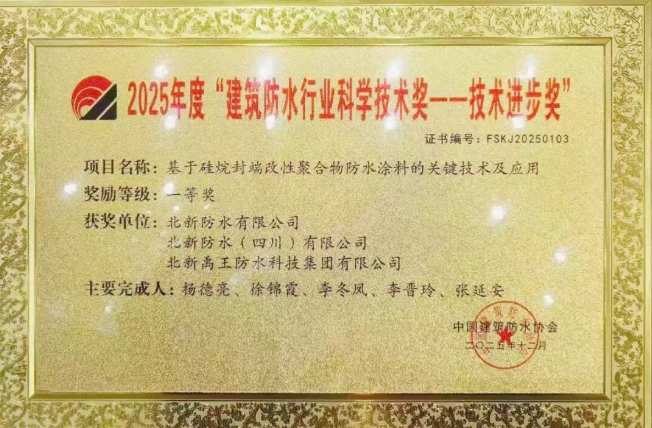 2025年度“建筑防水行业科学技术奖——技术进步奖”
证书编号：FSKJ20250103
项目名称：基于硅烷封端改性聚合物防水涂料的关键技术及应用
奖励等级：一等奖
获奖单位：北新防水有限公司
北新防水（四川）有限公司
北新禹王防水科技集团有限公司
主要完成人：杨德亮、徐锦霞、李冬凤、李晋玲、张延安
中国建筑防水协会
二〇二五年十二月